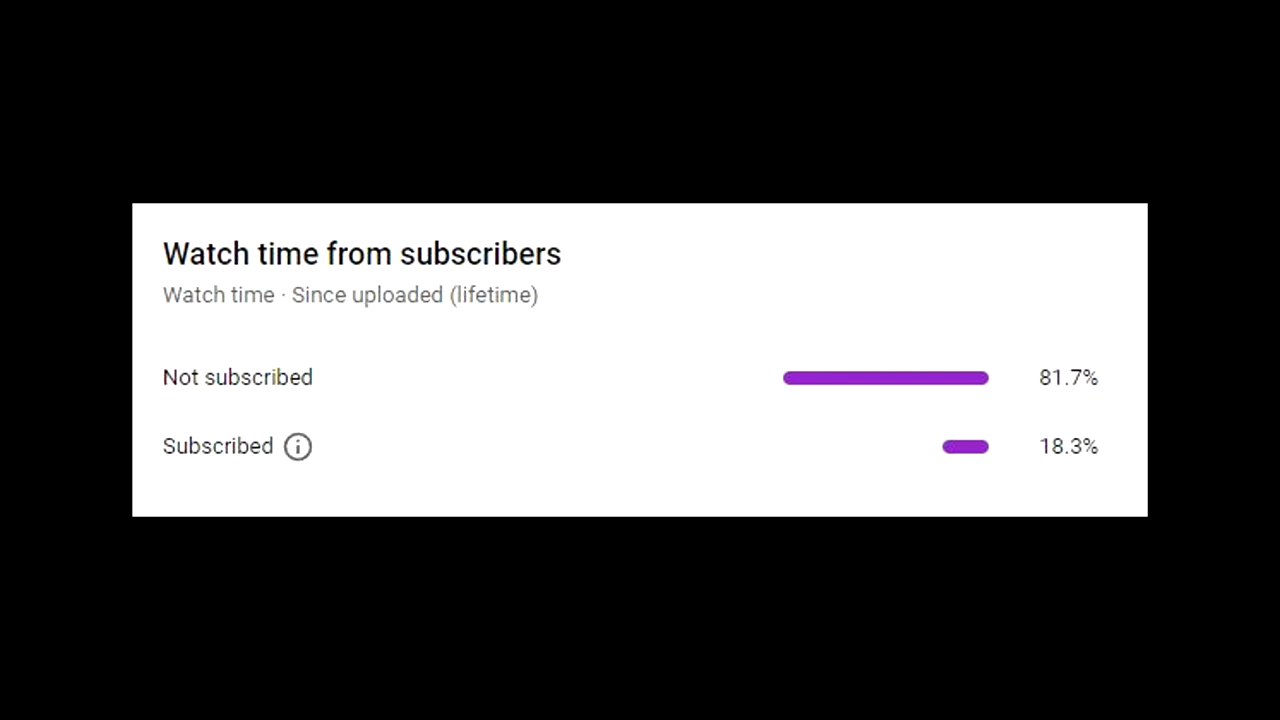 Watch time from subscribers
Watch time · Since uploaded (lifetime)
Not subscribed 81.7%
Subscribed 18.3%